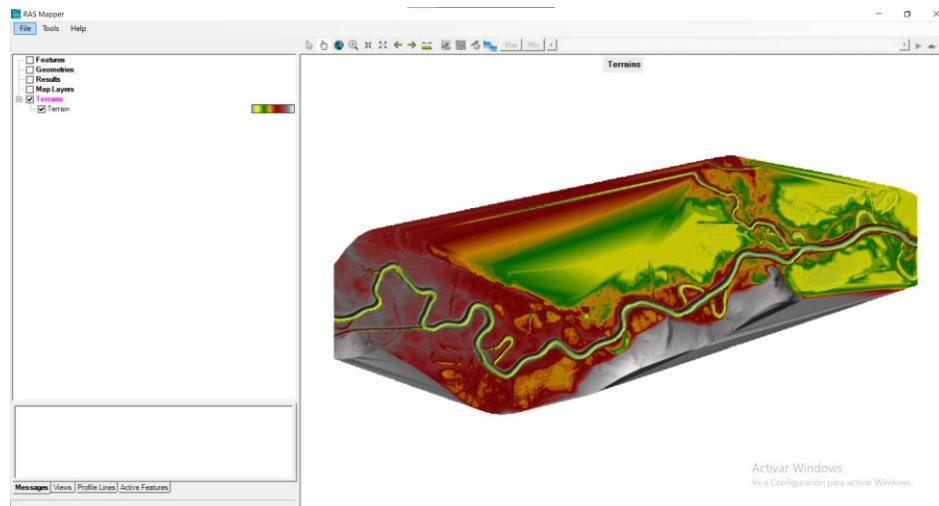 RAS Mapper
File Tools Help
Max Min
Features
Geometries
Results
Map Layers
Terrains
Terrain
Terrains
Activar Windows
Ve a Configuración para activar Windows.
Messages Views Profile Lines Active Features